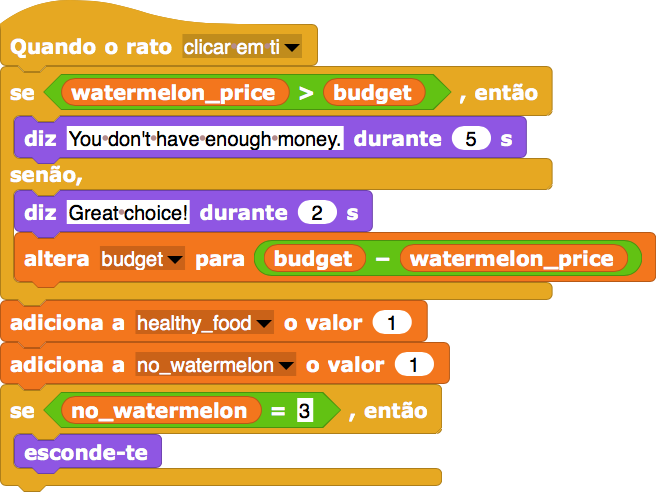 Quando o rato clicar em ti
se watermelon_price > budget , então
diz You don't have enough money. durante 5 s
senão,
diz Great choice! durante 2 s
altera budget para budget − watermelon_price
adiciona a healthy_food o valor 1
adiciona a no_watermelon o valor 1
se no_watermelon = 3 , então
esconde-te